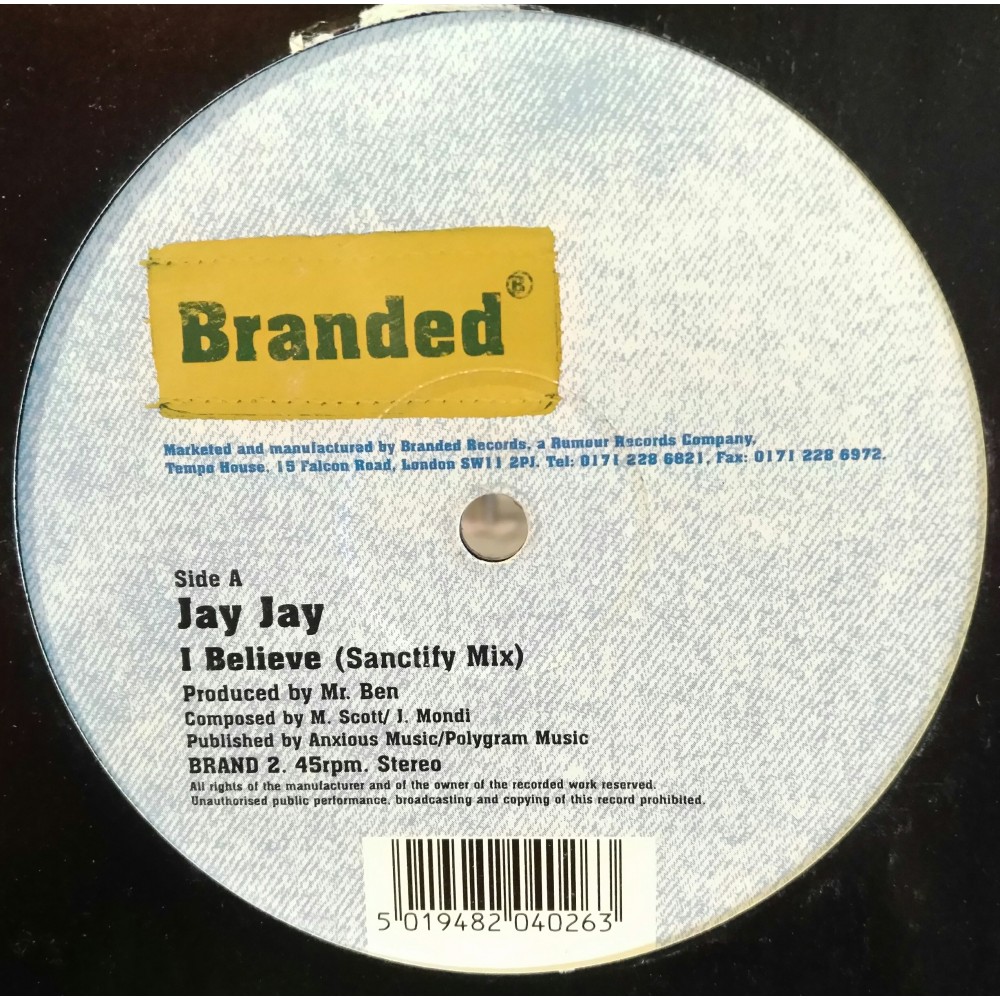 Branded®
Marketed and manufactured by Branded Records, a Rumour Records Company,
Tempo House, 15 Falcon Road, London SW11 2PJ. Tel: 0171 228 6821, Fax: 0171 228 6972.
Side A
Jay Jay
I Believe (Sanctify Mix)
Produced by Mr. Ben
Composed by M. Scott/ J. Mondi
Published by Anxious Music/Polygram Music
BRAND 2. 45rpm. Stereo
All rights of the manufacturer and of the owner of the recorded work reserved.
Unauthorised public performance, broadcasting and copying of this record prohibited.
5 019482 040263